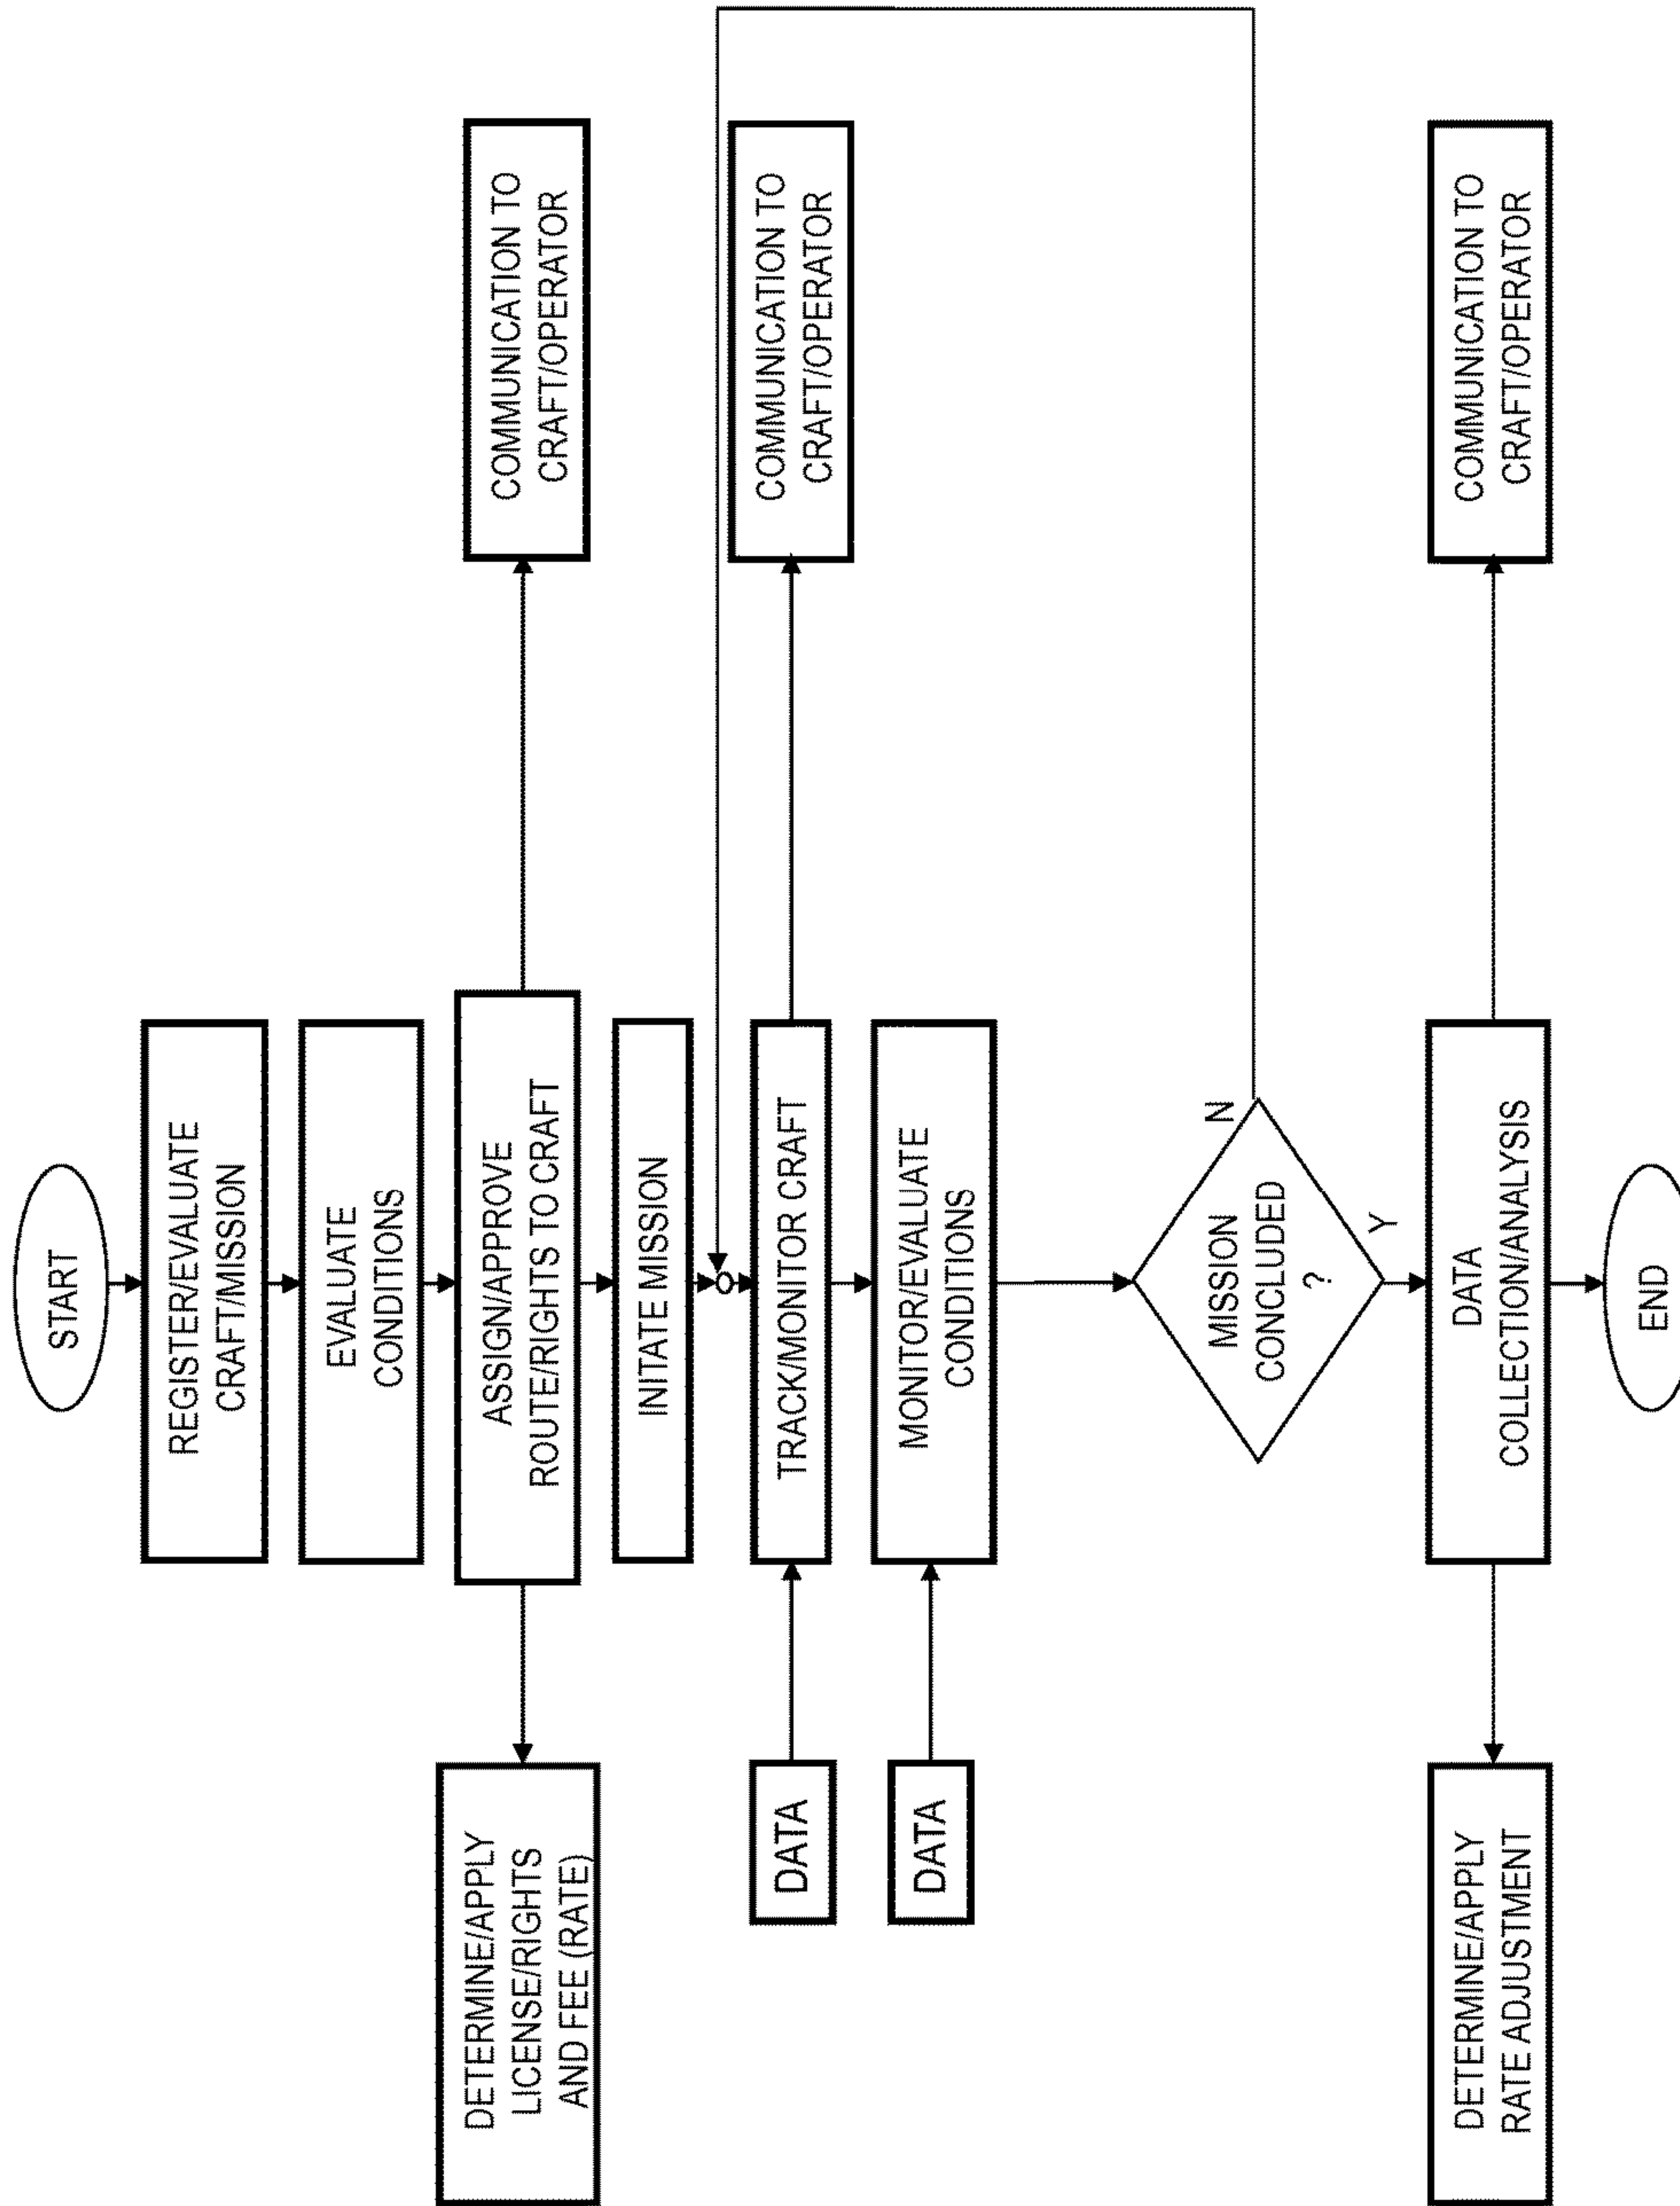 START
REGISTER/EVALUATE
CRAFT/MISSION
EVALUATE
CONDITIONS
DETERMINE/APPLY
LICENSE/RIGHTS
AND FEE (RATE)
ASSIGN/APPROVE
ROUTE/RIGHTS TO CRAFT
COMMUNICATION TO
CRAFT/OPERATOR
INITATE MISSION
DATA
TRACK/MONITOR CRAFT
COMMUNICATION TO
CRAFT/OPERATOR
DATA
MONITOR/EVALUATE
CONDITIONS
MISSION
CONCLUDED
?
N
Y
DETERMINE/APPLY
RATE ADJUSTMENT
DATA
COLLECTION/ANALYSIS
COMMUNICATION TO
CRAFT/OPERATOR
END